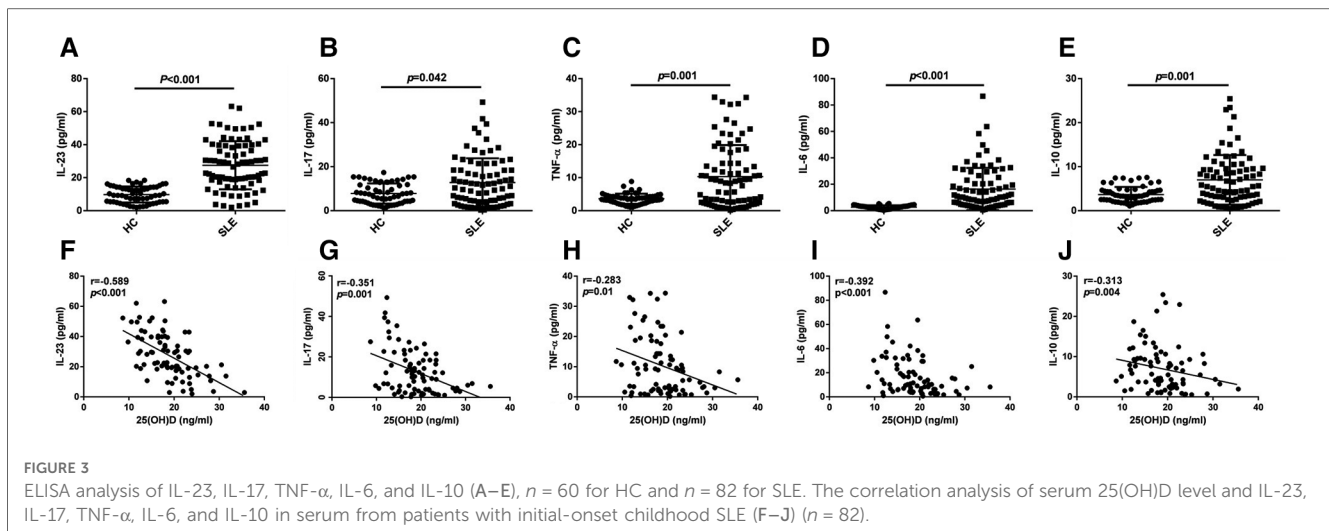 A
B
C
D
E
P<0.001
p=0.042
p=0.001
p<0.001
p=0.001
IL-23 (pg/ml)
80
60
40
20
0
HC
SLE
IL-17 (pg/ml)
60
40
20
0
HC
SLE
TNF-α (pg/ml)
40
30
20
10
0
HC
SLE
IL-6 (pg/ml)
100
80
60
40
20
0
HC
SLE
IL-10 (pg/ml)
30
20
10
0
HC
SLE
F
G
H
I
J
r=-0.589
p<0.001
IL-23 (pg/ml)
80
60
40
20
0
0 10 20 30 40
25(OH)D (ng/ml)
r=-0.351
p=0.001
IL-17 (pg/ml)
60
40
20
0
0 10 20 30 40
25(OH)D (ng/ml)
r=-0.283
p=0.01
TNF-α (pg/ml)
40
30
20
10
0
0 10 20 30 40
25(OH)D (ng/ml)
r=-0.392
p<0.001
IL-6 (pg/ml)
100
80
60
40
20
0
0 10 20 30 40
25(OH)D (ng/ml)
r=-0.313
p=0.004
IL-10 (pg/ml)
30
20
10
0
0 10 20 30 40
25(OH)D (ng/ml)
FIGURE 3
ELISA analysis of IL-23, IL-17, TNF-α, IL-6, and IL-10 (A–E), n = 60 for HC and n = 82 for SLE. The correlation analysis of serum 25(OH)D level and IL-23,
IL-17, TNF-α, IL-6, and IL-10 in serum from patients with initial-onset childhood SLE (F–J) (n = 82).